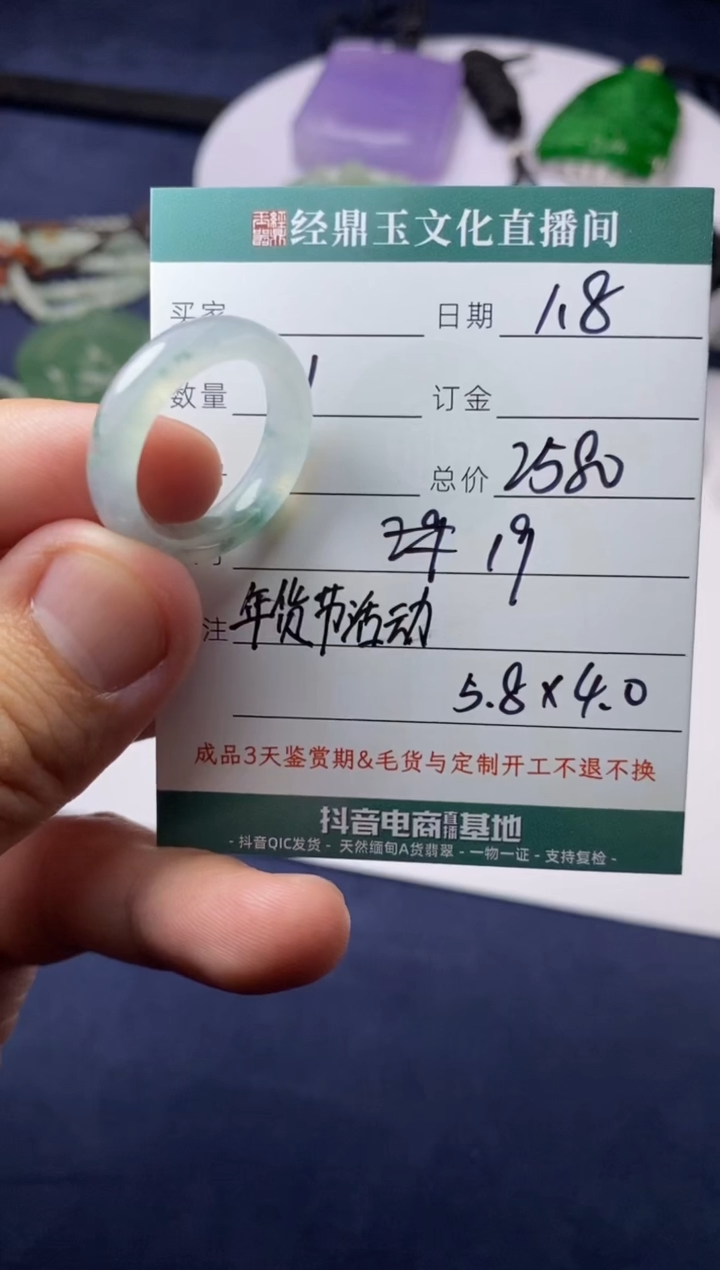 经鼎玉文化直播间
买家 日期 1.8
数量 1 订金
总价 2580
19
注 年货节活动
5.8×4.0
成品3天鉴赏期&毛货与定制开工不退不换
抖音电商直播基地
- 抖音QIC发货 - 天然缅甸A货翡翠 - 一物一证 - 支持复检 -